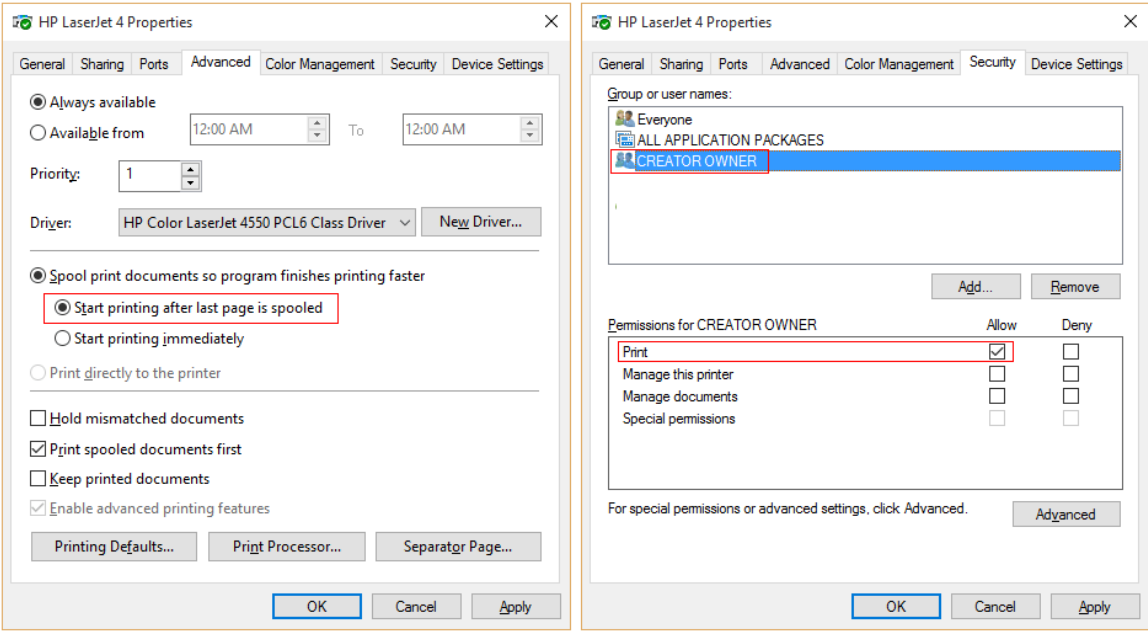 HP LaserJet 4 Properties
General Sharing Ports Advanced Color Management Security Device Settings
Always available
Available from 12:00 AM To 12:00 AM
Priority: 1
Driver: HP Color LaserJet 4550 PCL6 Class Driver New Driver...
Spool print documents so program finishes printing faster
Start printing after last page is spooled
Start printing immediately
Print directly to the printer
Hold mismatched documents
Print spooled documents first
Keep printed documents
Enable advanced printing features
Printing Defaults... Print Processor... Separator Page...
OK Cancel Apply
HP LaserJet 4 Properties
General Sharing Ports Advanced Color Management Security Device Settings
Group or user names:
Everyone
ALL APPLICATION PACKAGES
CREATOR OWNER
Add... Remove
Permissions for CREATOR OWNER Allow Deny
Print
Manage this printer
Manage documents
Special permissions
For special permissions or advanced settings, click Advanced. Advanced
OK Cancel Apply